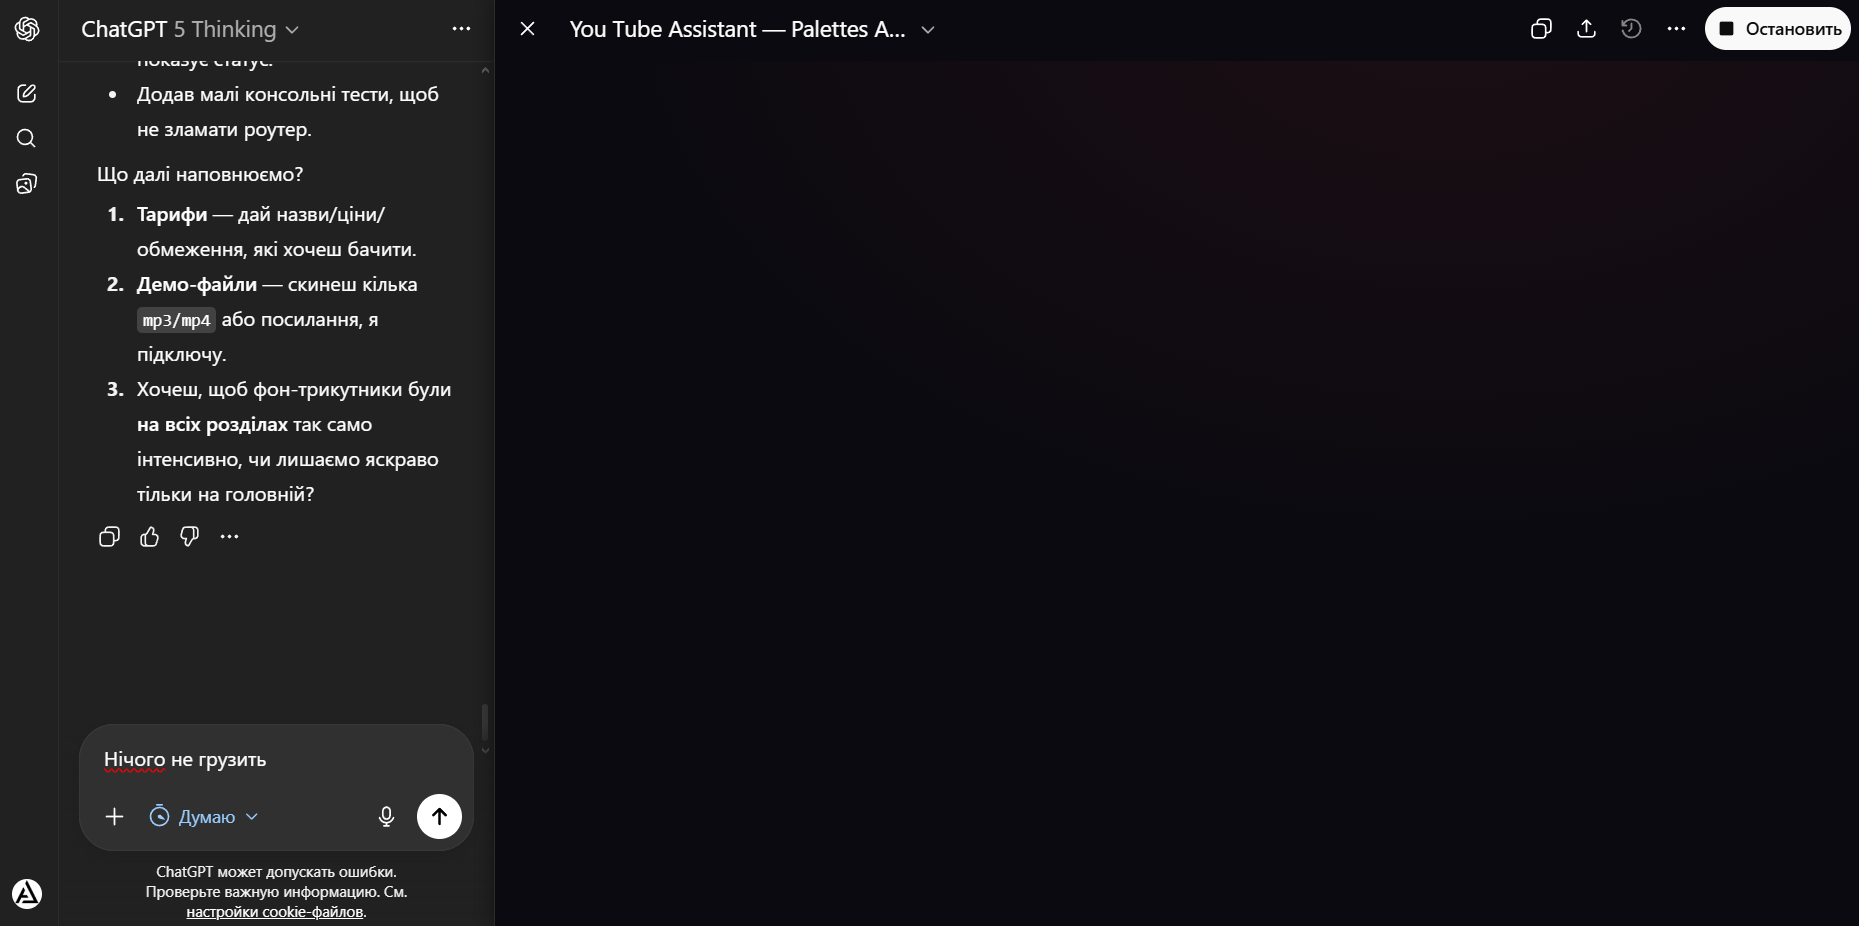 ChatGPT 5 Thinking
показує статус.
Додав малі консольні тести, щоб
не зламати роутер.
Що далі наповнюємо?
1. Тарифи — дай назви/ціни/
обмеження, які хочеш бачити.
2. Демо-файли — скинеш кілька
mp3/mp4 або посилання, я
підключу.
3. Хочеш, щоб фон-трикутники були
на всіх розділах так само
інтенсивно, чи лишаємо яскраво
тільки на головній?
Нічого не грузить
Думаю
ChatGPT может допускать ошибки.
Проверьте важную информацию. См.
настройки cookie-файлов.
You Tube Assistant — Palettes A...
Остановить